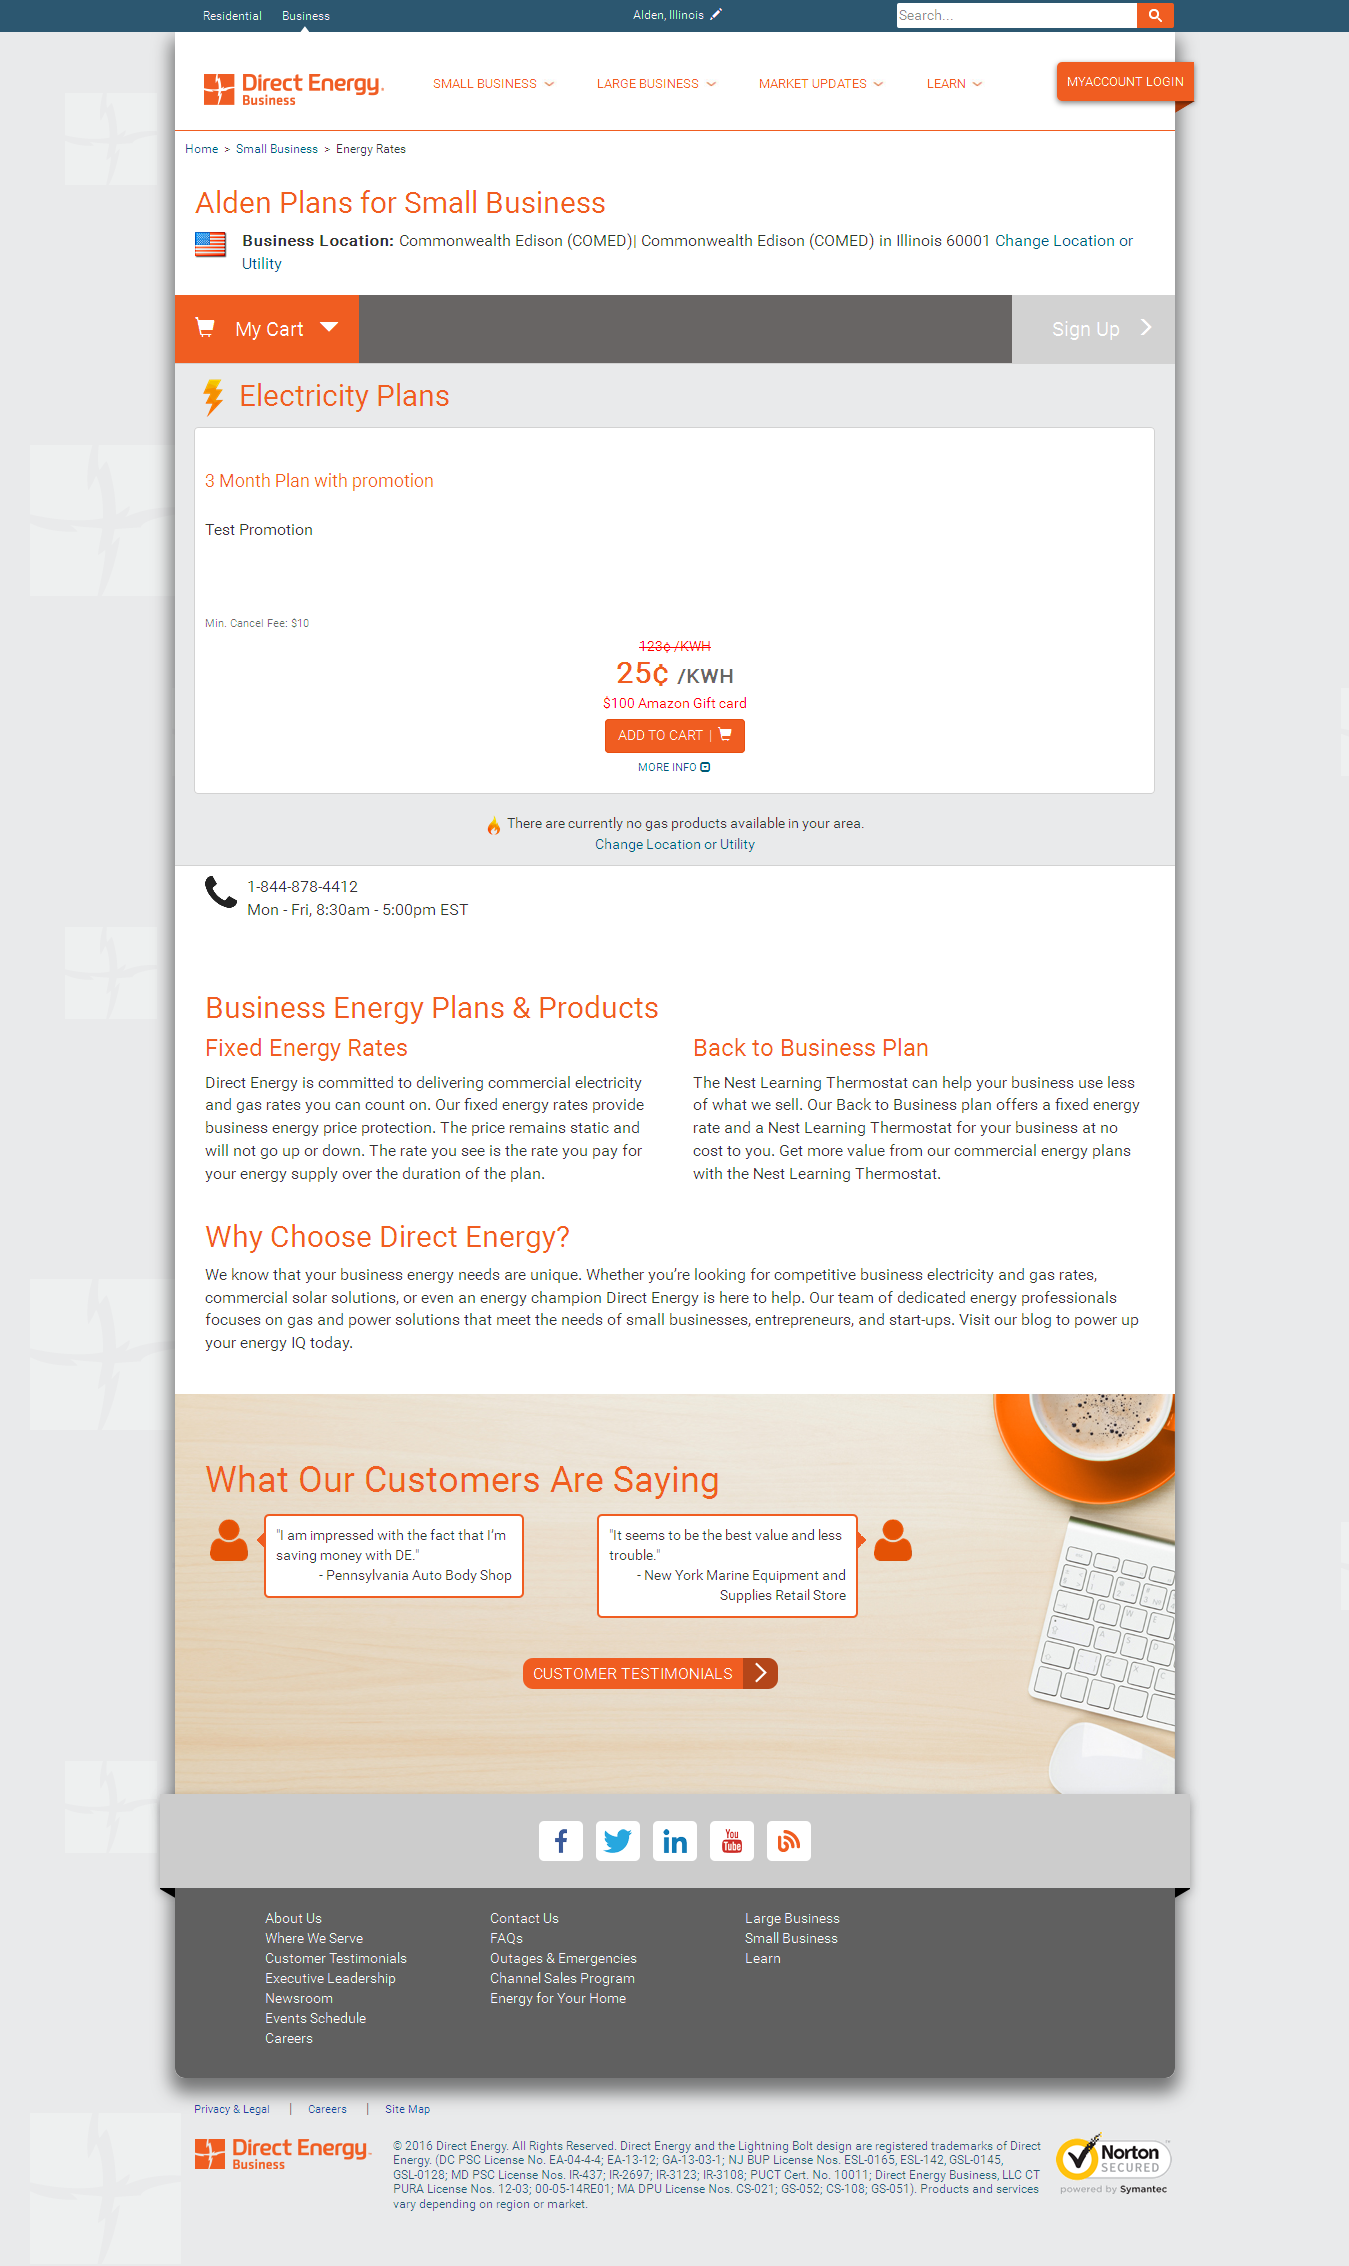 Residential Business Alden, Illinois Search...
Direct Energy.
Business
SMALL BUSINESS LARGE BUSINESS MARKET UPDATES LEARN MYACCOUNT LOGIN
Home > Small Business > Energy Rates
Alden Plans for Small Business
Business Location: Commonwealth Edison (COMED)| Commonwealth Edison (COMED) in Illinois 60001 Change Location or
Utility
My Cart Sign Up
Electricity Plans
3 Month Plan with promotion
Test Promotion
Min. Cancel Fee: $10
123¢ /KWH
25¢ /KWH
$100 Amazon Gift card
ADD TO CART |
MORE INFO
There are currently no gas products available in your area.
Change Location or Utility
1-844-878-4412
Mon - Fri, 8:30am - 5:00pm EST
Business Energy Plans & Products
Fixed Energy Rates
Direct Energy is committed to delivering commercial electricity
and gas rates you can count on. Our fixed energy rates provide
business energy price protection. The price remains static and
will not go up or down. The rate you see is the rate you pay for
your energy supply over the duration of the plan.
Back to Business Plan
The Nest Learning Thermostat can help your business use less
of what we sell. Our Back to Business plan offers a fixed energy
rate and a Nest Learning Thermostat for your business at no
cost to you. Get more value from our commercial energy plans
with the Nest Learning Thermostat.
Why Choose Direct Energy?
We know that your business energy needs are unique. Whether you’re looking for competitive business electricity and gas rates,
commercial solar solutions, or even an energy champion Direct Energy is here to help. Our team of dedicated energy professionals
focuses on gas and power solutions that meet the needs of small businesses, entrepreneurs, and start-ups. Visit our blog to power up
your energy IQ today.
What Our Customers Are Saying
"I am impressed with the fact that I’m
saving money with DE."
- Pennsylvania Auto Body Shop
"It seems to be the best value and less
trouble."
- New York Marine Equipment and
Supplies Retail Store
CUSTOMER TESTIMONIALS
You
Tube
About Us
Where We Serve
Customer Testimonials
Executive Leadership
Newsroom
Events Schedule
Careers
Contact Us
FAQs
Outages & Emergencies
Channel Sales Program
Energy for Your Home
Large Business
Small Business
Learn
Privacy & Legal | Careers | Site Map
Direct Energy.
Business
© 2016 Direct Energy. All Rights Reserved. Direct Energy and the Lightning Bolt design are registered trademarks of Direct
Energy. (DC PSC License No. EA-04-4-4; EA-13-12; GA-13-03-1; NJ BUP License Nos. ESL-0165, ESL-142, GSL-0145,
GSL-0128; MD PSC License Nos. IR-437; IR-2697; IR-3123; IR-3108; PUCT Cert. No. 10011; Direct Energy Business, LLC CT
PURA License Nos. 12-03; 00-05-14RE01; MA DPU License Nos. CS-021; GS-052; CS-108; GS-051). Products and services
vary depending on region or market.
Norton
SECURED
powered by Symantec